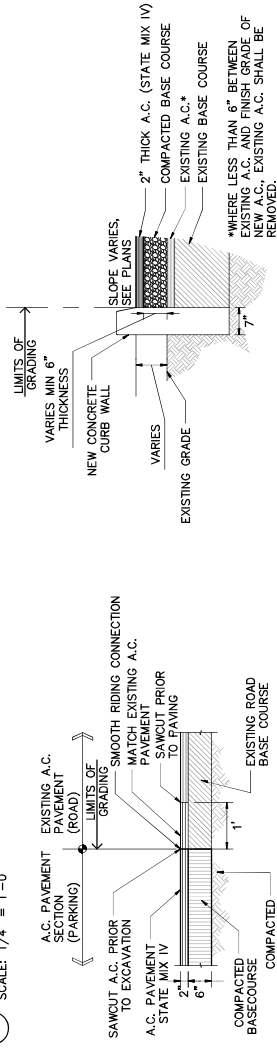 SCALE: 1/4" = 1'-0
A.C. PAVEMENT
SECTION
(PARKING)
EXISTING A.C.
PAVEMENT
(ROAD)
LIMITS OF
GRADING
SAWCUT A.C. PRIOR
TO EXCAVATION
A.C. PAVEMENT
STATE MIX IV
2"
6"
COMPACTED
BASECOURSE
COMPACTED
SMOOTH RIDING CONNECTION
MATCH EXISTING A.C.
PAVEMENT
SAWCUT PRIOR
TO PAVING
1'
EXISTING ROAD
BASE COURSE
LIMITS OF
GRADING
VARIES MIN 6"
THICKNESS
NEW CONCRETE
CURB WALL
VARIES
EXISTING GRADE
7"
SLOPE VARIES,
SEE PLANS
2" THICK A.C. (STATE MIX IV)
COMPACTED BASE COURSE
EXISTING A.C.*
EXISTING BASE COURSE
*WHERE LESS THAN 6" BETWEEN
EXISTING A.C. AND FINISH GRADE OF
NEW A.C., EXISTING A.C. SHALL BE
REMOVED.